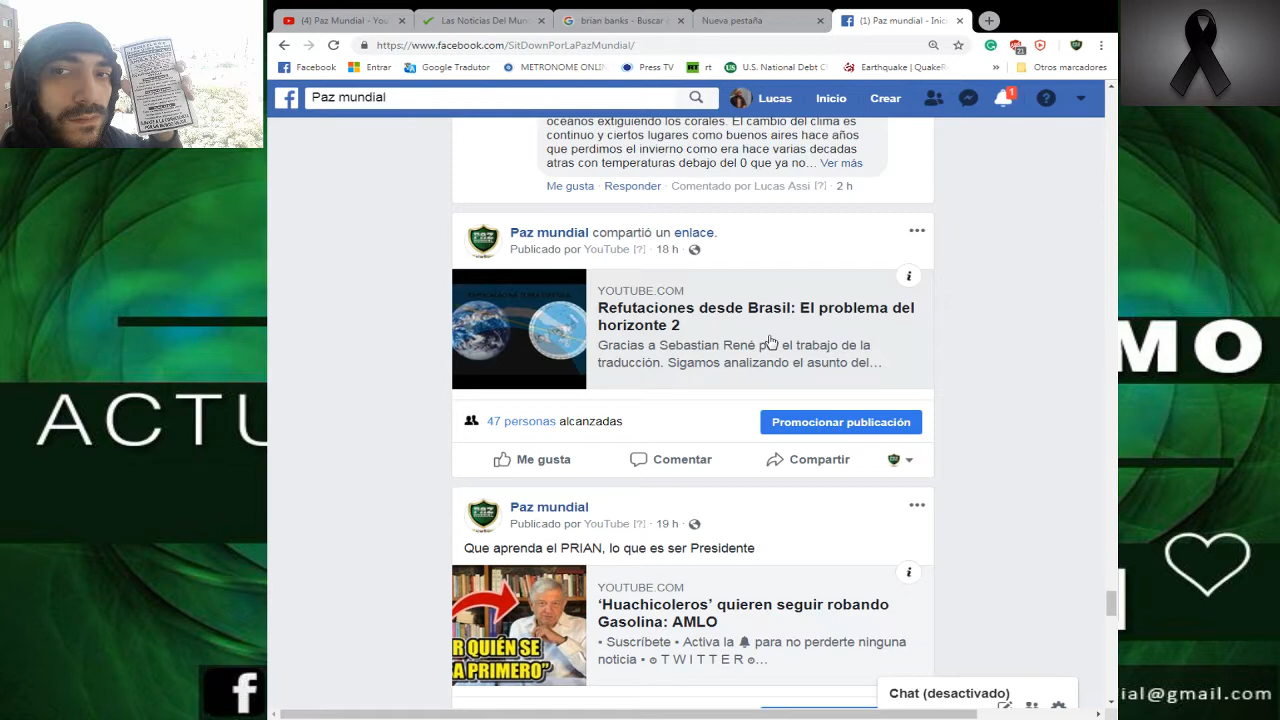 (4) Paz Mundial - You
Las Noticias Del Mun
brian banks - Buscar
Nueva pestaña
(1) Paz mundial - Inic
https://www.facebook.com/SitDownPorLaPazMundial/
21
Facebook
Entrar
Google Tradutor
METRONOME ONLI
Press TV
rt
U.S. National Debt C
Earthquake | QuakeR
»
Otros marcadores
Paz mundial
Lucas
Inicio
Crear
1
océanos extiguiendo los corales. El cambio del clima es
continuo y ciertos lugares como buenos aires hace años
que perdimos el invierno como era hace varias decadas
atras con temperaturas debajo del 0 que ya no... Ver más
Me gusta · Responder · Comentado por Lucas Assi [?] · 2 h
Paz mundial compartió un enlace.
Publicado por YouTube [?] · 18 h ·
YOUTUBE.COM
Refutaciones desde Brasil: El problema del
horizonte 2
Gracias a Sebastian René por el trabajo de la
traducción. Sigamos analizando el asunto del...
47 personas alcanzadas
Promocionar publicación
Me gusta
Comentar
Compartir
Paz mundial
Publicado por YouTube [?] · 19 h ·
Que aprenda el PRIAN, lo que es ser Presidente
YOUTUBE.COM
‘Huachicoleros’ quieren seguir robando
Gasolina: AMLO
▪ Suscríbete ▪ Activa la 🔔 para no perderte ninguna
noticia ▪ ⊙ T W I T T E R ⊙...
R QUIÉN SE
A PRIMERO"
Chat (desactivado)
ACTU
MO
ial@gmail.com